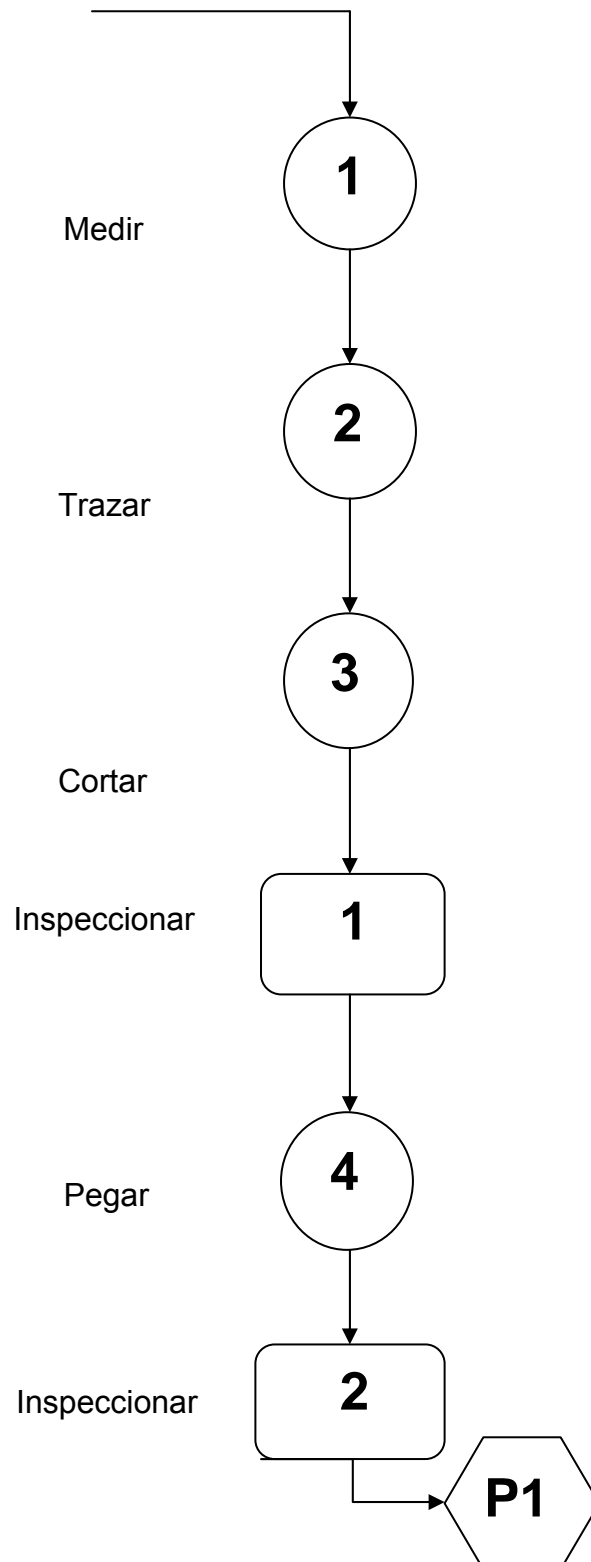 1
Medir
2
Trazar
3
Cortar
Inspeccionar
1
4
Pegar
Inspeccionar
2
P1